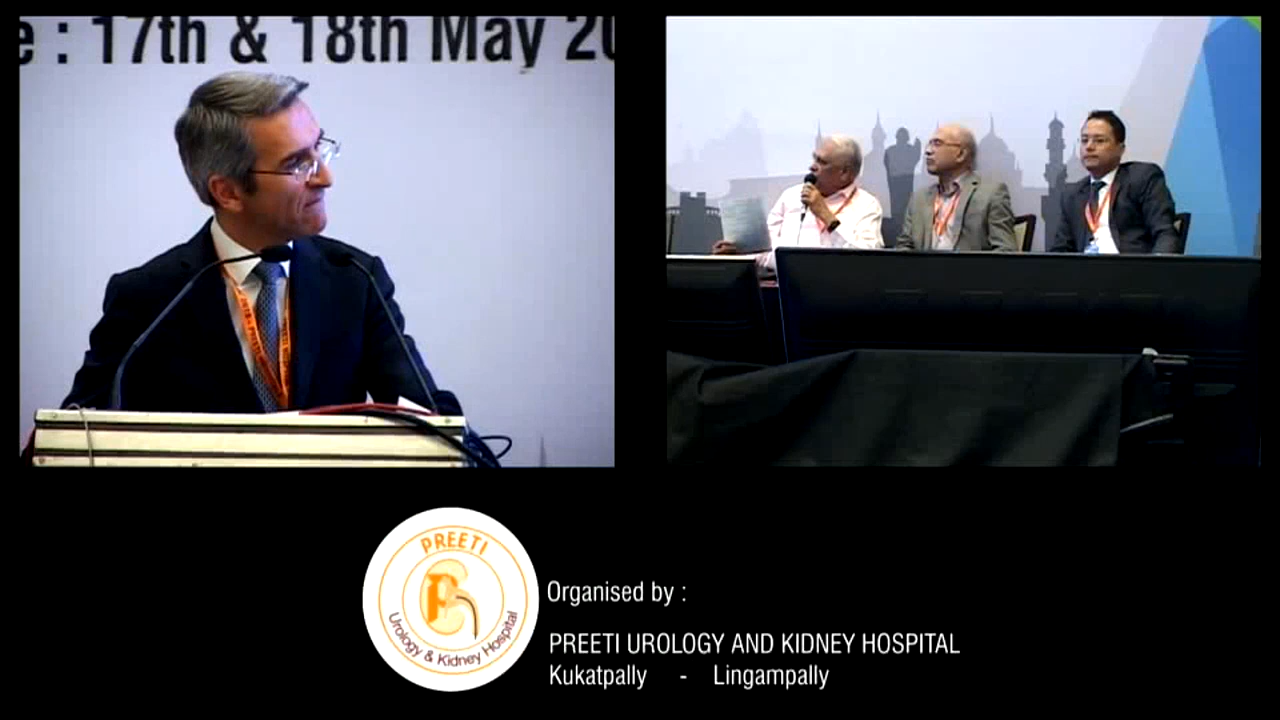 e : 17th & 18th May 20
PREETI
Urology & Kidney Hospital
Organised by :
PREETI UROLOGY AND KIDNEY HOSPITAL
Kukatpally - Lingampally